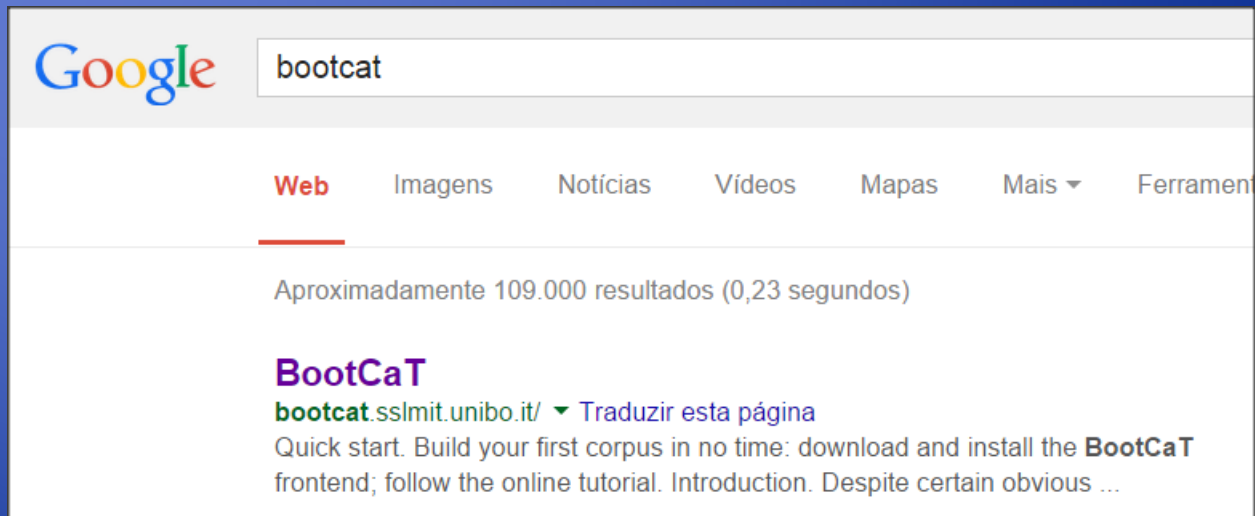 Google bootcat
Web Imagens Notícias Vídeos Mapas Mais Ferrament
Aproximadamente 109.000 resultados (0,23 segundos)
BootCaT
bootcat.sslmit.unibo.it/ Traduzir esta página
Quick start. Build your first corpus in no time: download and install the BootCaT
frontend; follow the online tutorial. Introduction. Despite certain obvious ...